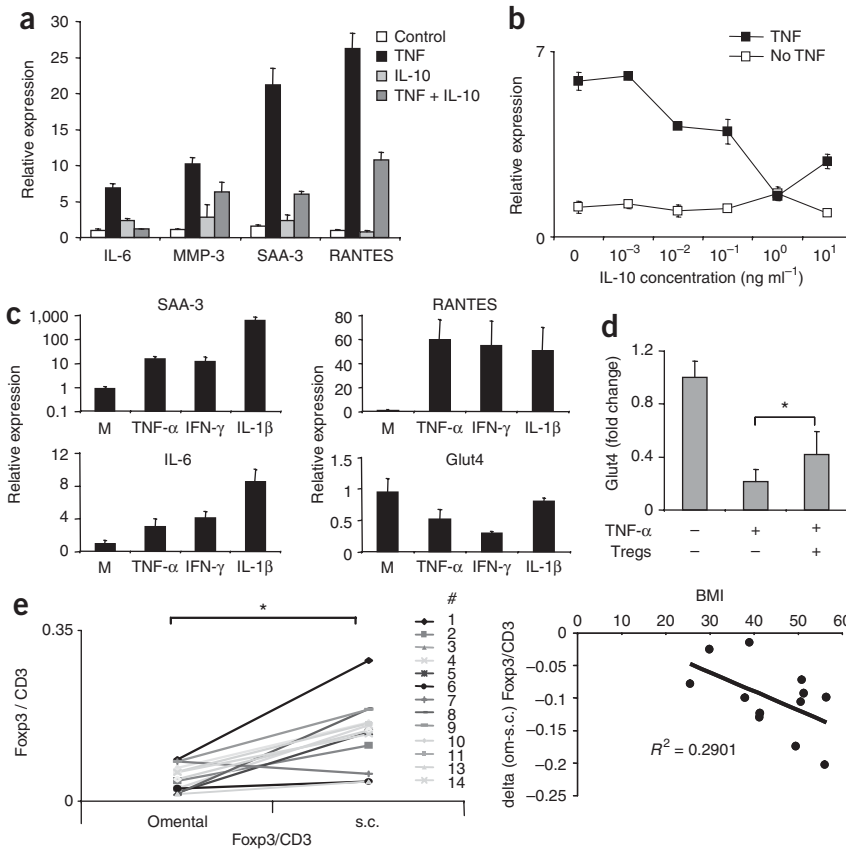 a
Relative expression
30
25
20
15
10
5
0
Control
TNF
IL-10
TNF + IL-10
IL-6 MMP-3 SAA-3 RANTES
b
Relative expression
7
0
TNF
No TNF
0 10⁻³ 10⁻² 10⁻¹ 10⁰ 10¹
IL-10 concentration (ng ml⁻¹)
c
Relative expression
SAA-3
1,000
100
10
1
0.1
M TNF-α IFN-γ IL-1β
IL-6
12
8
4
0
M TNF-α IFN-γ IL-1β
Relative expression
RANTES
80
60
40
20
0
M TNF-α IFN-γ IL-1β
Glut4
1.5
1
0.5
0
M TNF-α IFN-γ IL-1β
d
Glut4 (fold change)
1.2
0.8
0.4
0
*
TNF-α − + +
Tregs − − +
e
Foxp3 / CD3
0.35
0
*
Omental s.c.
Foxp3/CD3
#
1
2
3
4
5
6
7
8
9
10
11
13
14
BMI
0 10 20 30 40 50 60
delta (om-s.c.) Foxp3/CD3
0
−0.05
−0.1
−0.15
−0.2
−0.25
R² = 0.2901